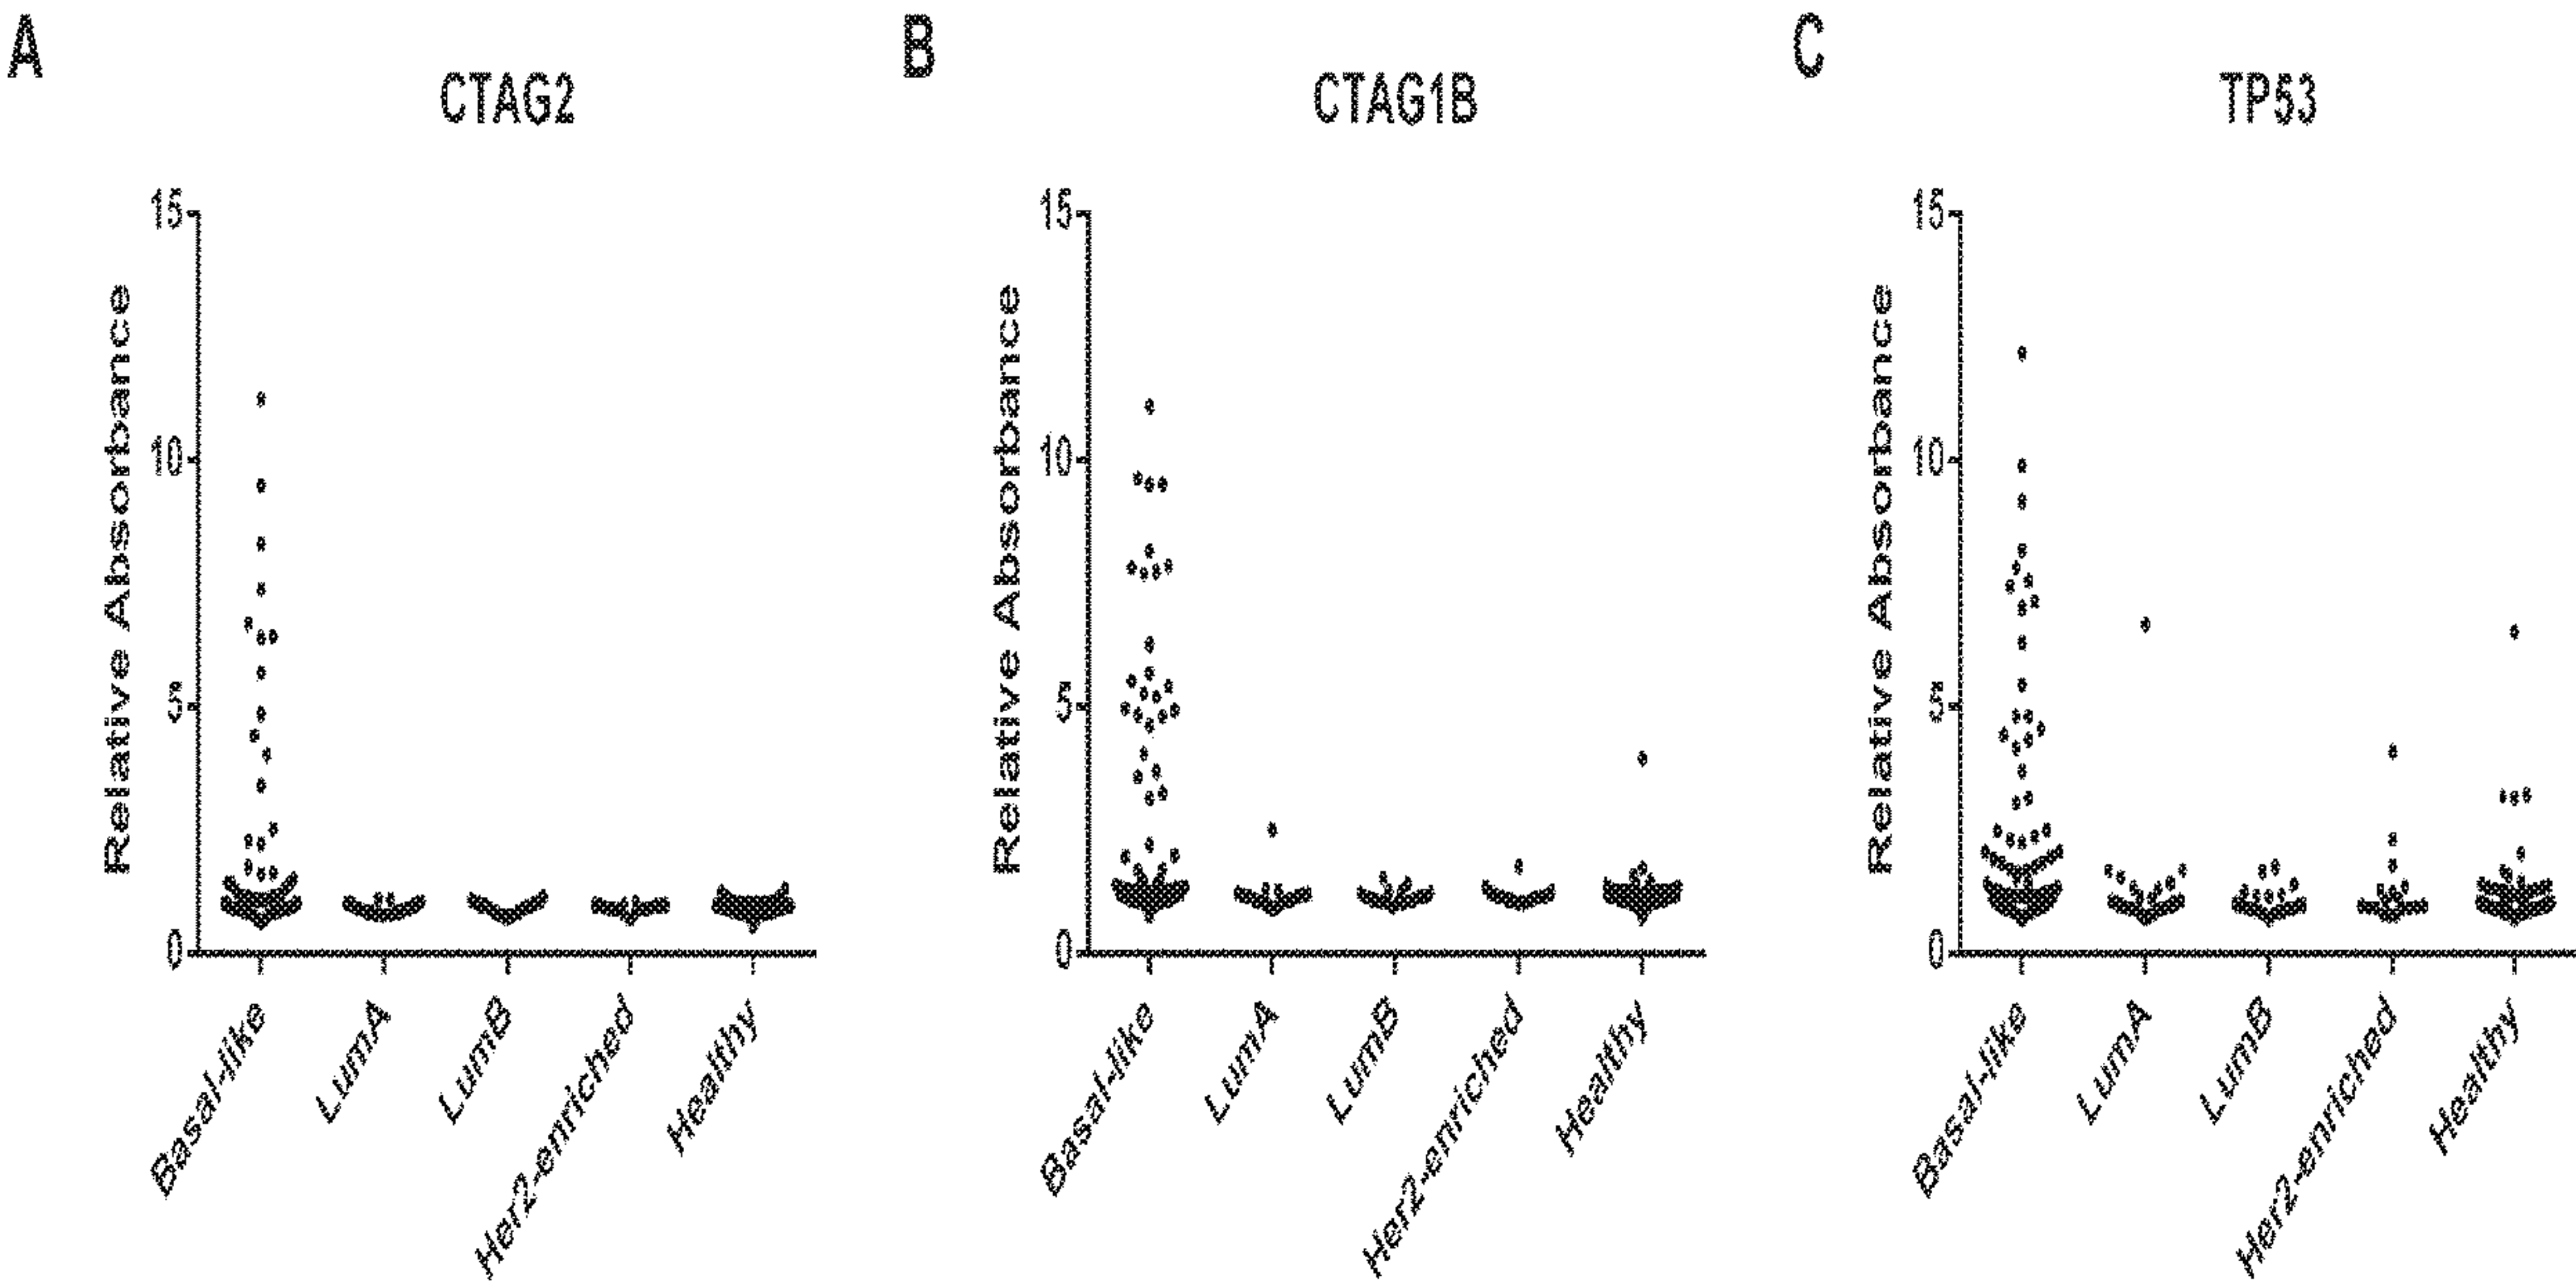 A
CTAG2
Relative Absorbance
15
10
5
0
Basal-like
LumA
LumB
Her2-enriched
Healthy
B
CTAG1B
Relative Absorbance
15
10
5
0
Basal-like
LumA
LumB
Her2-enriched
Healthy
C
TP53
Relative Absorbance
15
10
5
0
Basal-like
LumA
LumB
Her2-enriched
Healthy